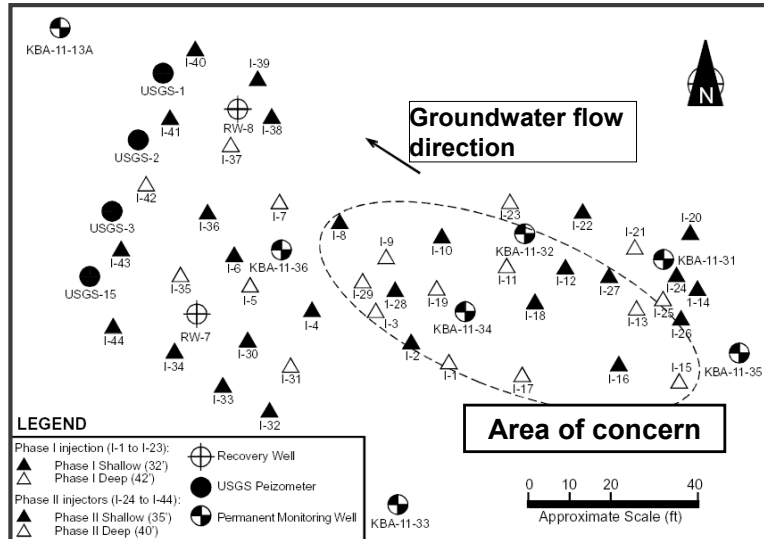 KBA-11-13A
I-40
I-39
USGS-1
RW-8
I-38
I-41
N
Groundwater flow
direction
USGS-2
I-37
I-42
I-7
I-23
USGS-3
I-36
I-8
I-22
I-20
I-21
I-43
I-6
KBA-11-36
I-9
I-10
KBA-11-32
KBA-11-31
USGS-15
I-35
I-5
I-29
1-28
I-19
I-11
I-12
I-27
I-24
1-14
I-25
I-3
KBA-11-34
I-18
I-13
I-26
I-44
RW-7
I-4
I-34
I-30
I-2
I-31
I-1
I-17
I-16
I-15
KBA-11-35
I-33
I-32
Area of concern
LEGEND
Phase I injection (I-1 to I-23):
Phase I Shallow (32')
Phase I Deep (42')
Phase II injectors (I-24 to I-44):
Phase II Shallow (35')
Phase II Deep (40')
Recovery Well
USGS Peizometer
Permanent Monitoring Well
KBA-11-33
0 10 20 40
Approximate Scale (ft)